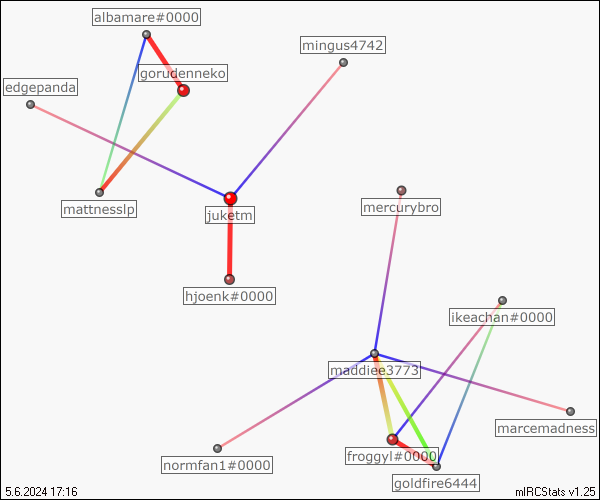 albamare#0000
mingus4742
gorudenneko
edgepanda
mattnesslp
juketm
mercurybro
hjoenk#0000
ikeachan#0000
maddiee3773
marcemadness
froggyl#0000
normfan1#0000
goldfire6444
5.6.2024 17:16
mIRCStats v1.25